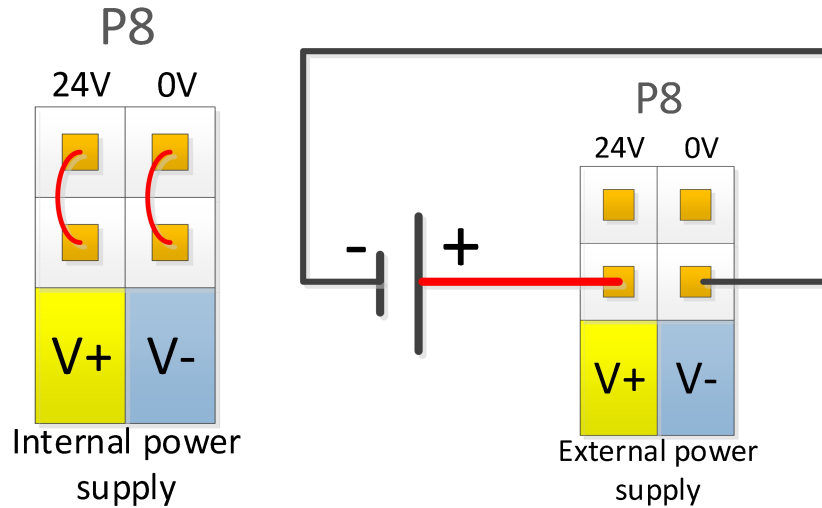 P8
24V 0V
V+ V-
Internal power
supply
- +
P8
24V 0V
V+ V-
External power
supply